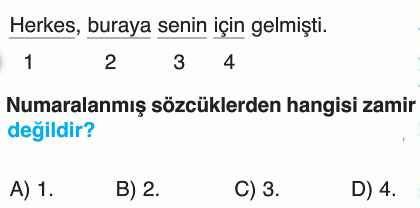 Herkes, buraya senin için gelmişti.
1 2 3 4
Numaralanmış sözcüklerden hangisi zamir
değildir?
A) 1. B) 2. C) 3. D) 4.